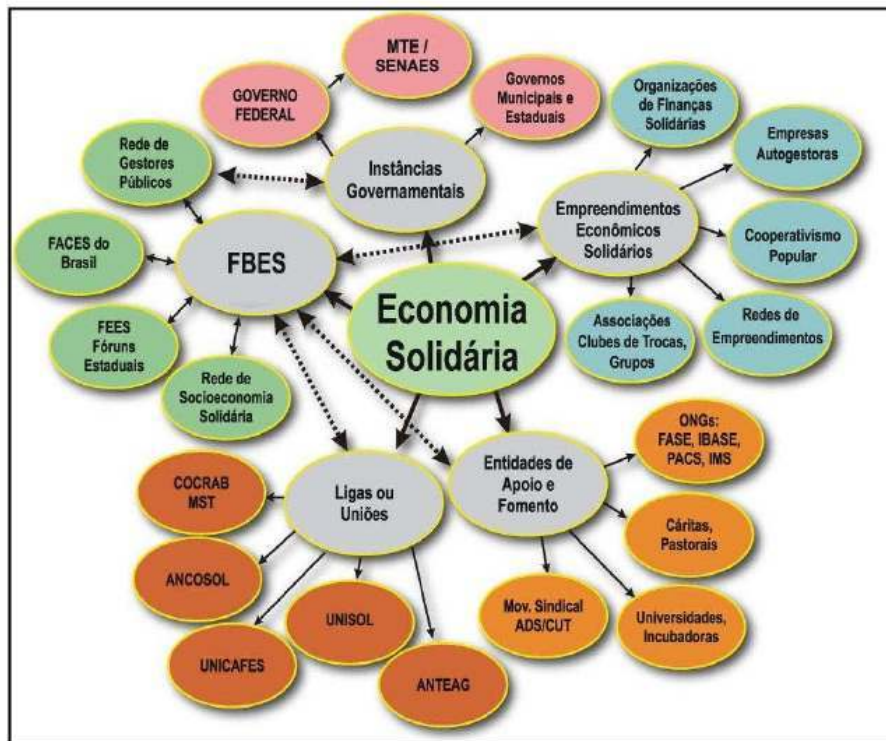 MTE /
SENAES
GOVERNO
FEDERAL
Governos
Municipais e
Estaduais
Organizações
de Finanças
Solidárias
Empresas
Autogestoras
Rede de
Gestores
Públicos
Instâncias
Governamentais
Empreendimentos
Econômicos
Solidários
Cooperativismo
Popular
FACES do
Brasil
FBES
Economia
Solidária
FEES
Fóruns
Estaduais
Rede de
Socioeconomia
Solidária
Associações
Clubes de Trocas,
Grupos
Redes de
Empreendimentos
COCRAB
MST
Ligas ou
Uniões
Entidades de
Apoio e
Fomento
ONGs:
FASE, IBASE,
PACS, IMS
Cáritas,
Pastorais
ANCOSOL
UNICAFES
UNISOL
ANTEAG
Mov. Sindical
ADS/CUT
Universidades,
Incubadoras